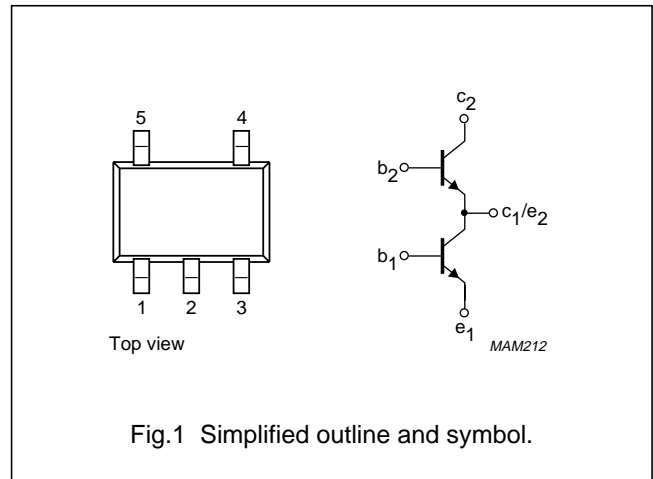 5 4
1 2 3
Top view
c2
b2
c1/e2
b1
e1
MAM212
Fig.1 Simplified outline and symbol.